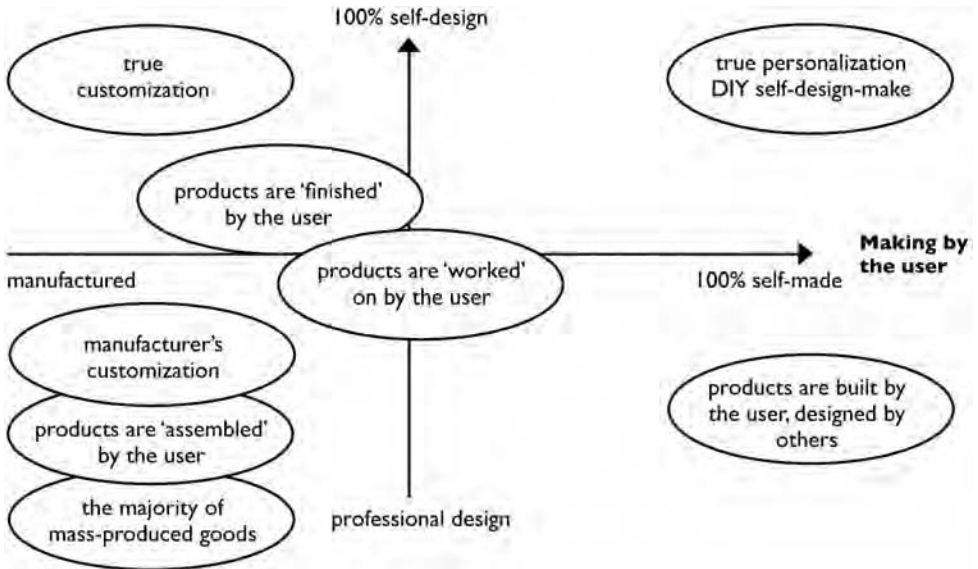 100% self-design
true
customization
true personalization
DIY self-design-make
products are ‘finished’
by the user
Making by
the user
manufactured
products are ‘worked’
on by the user
100% self-made
manufacturer’s
customization
products are ‘assembled’
by the user
the majority of
mass-produced goods
products are built by
the user, designed by
others
professional design